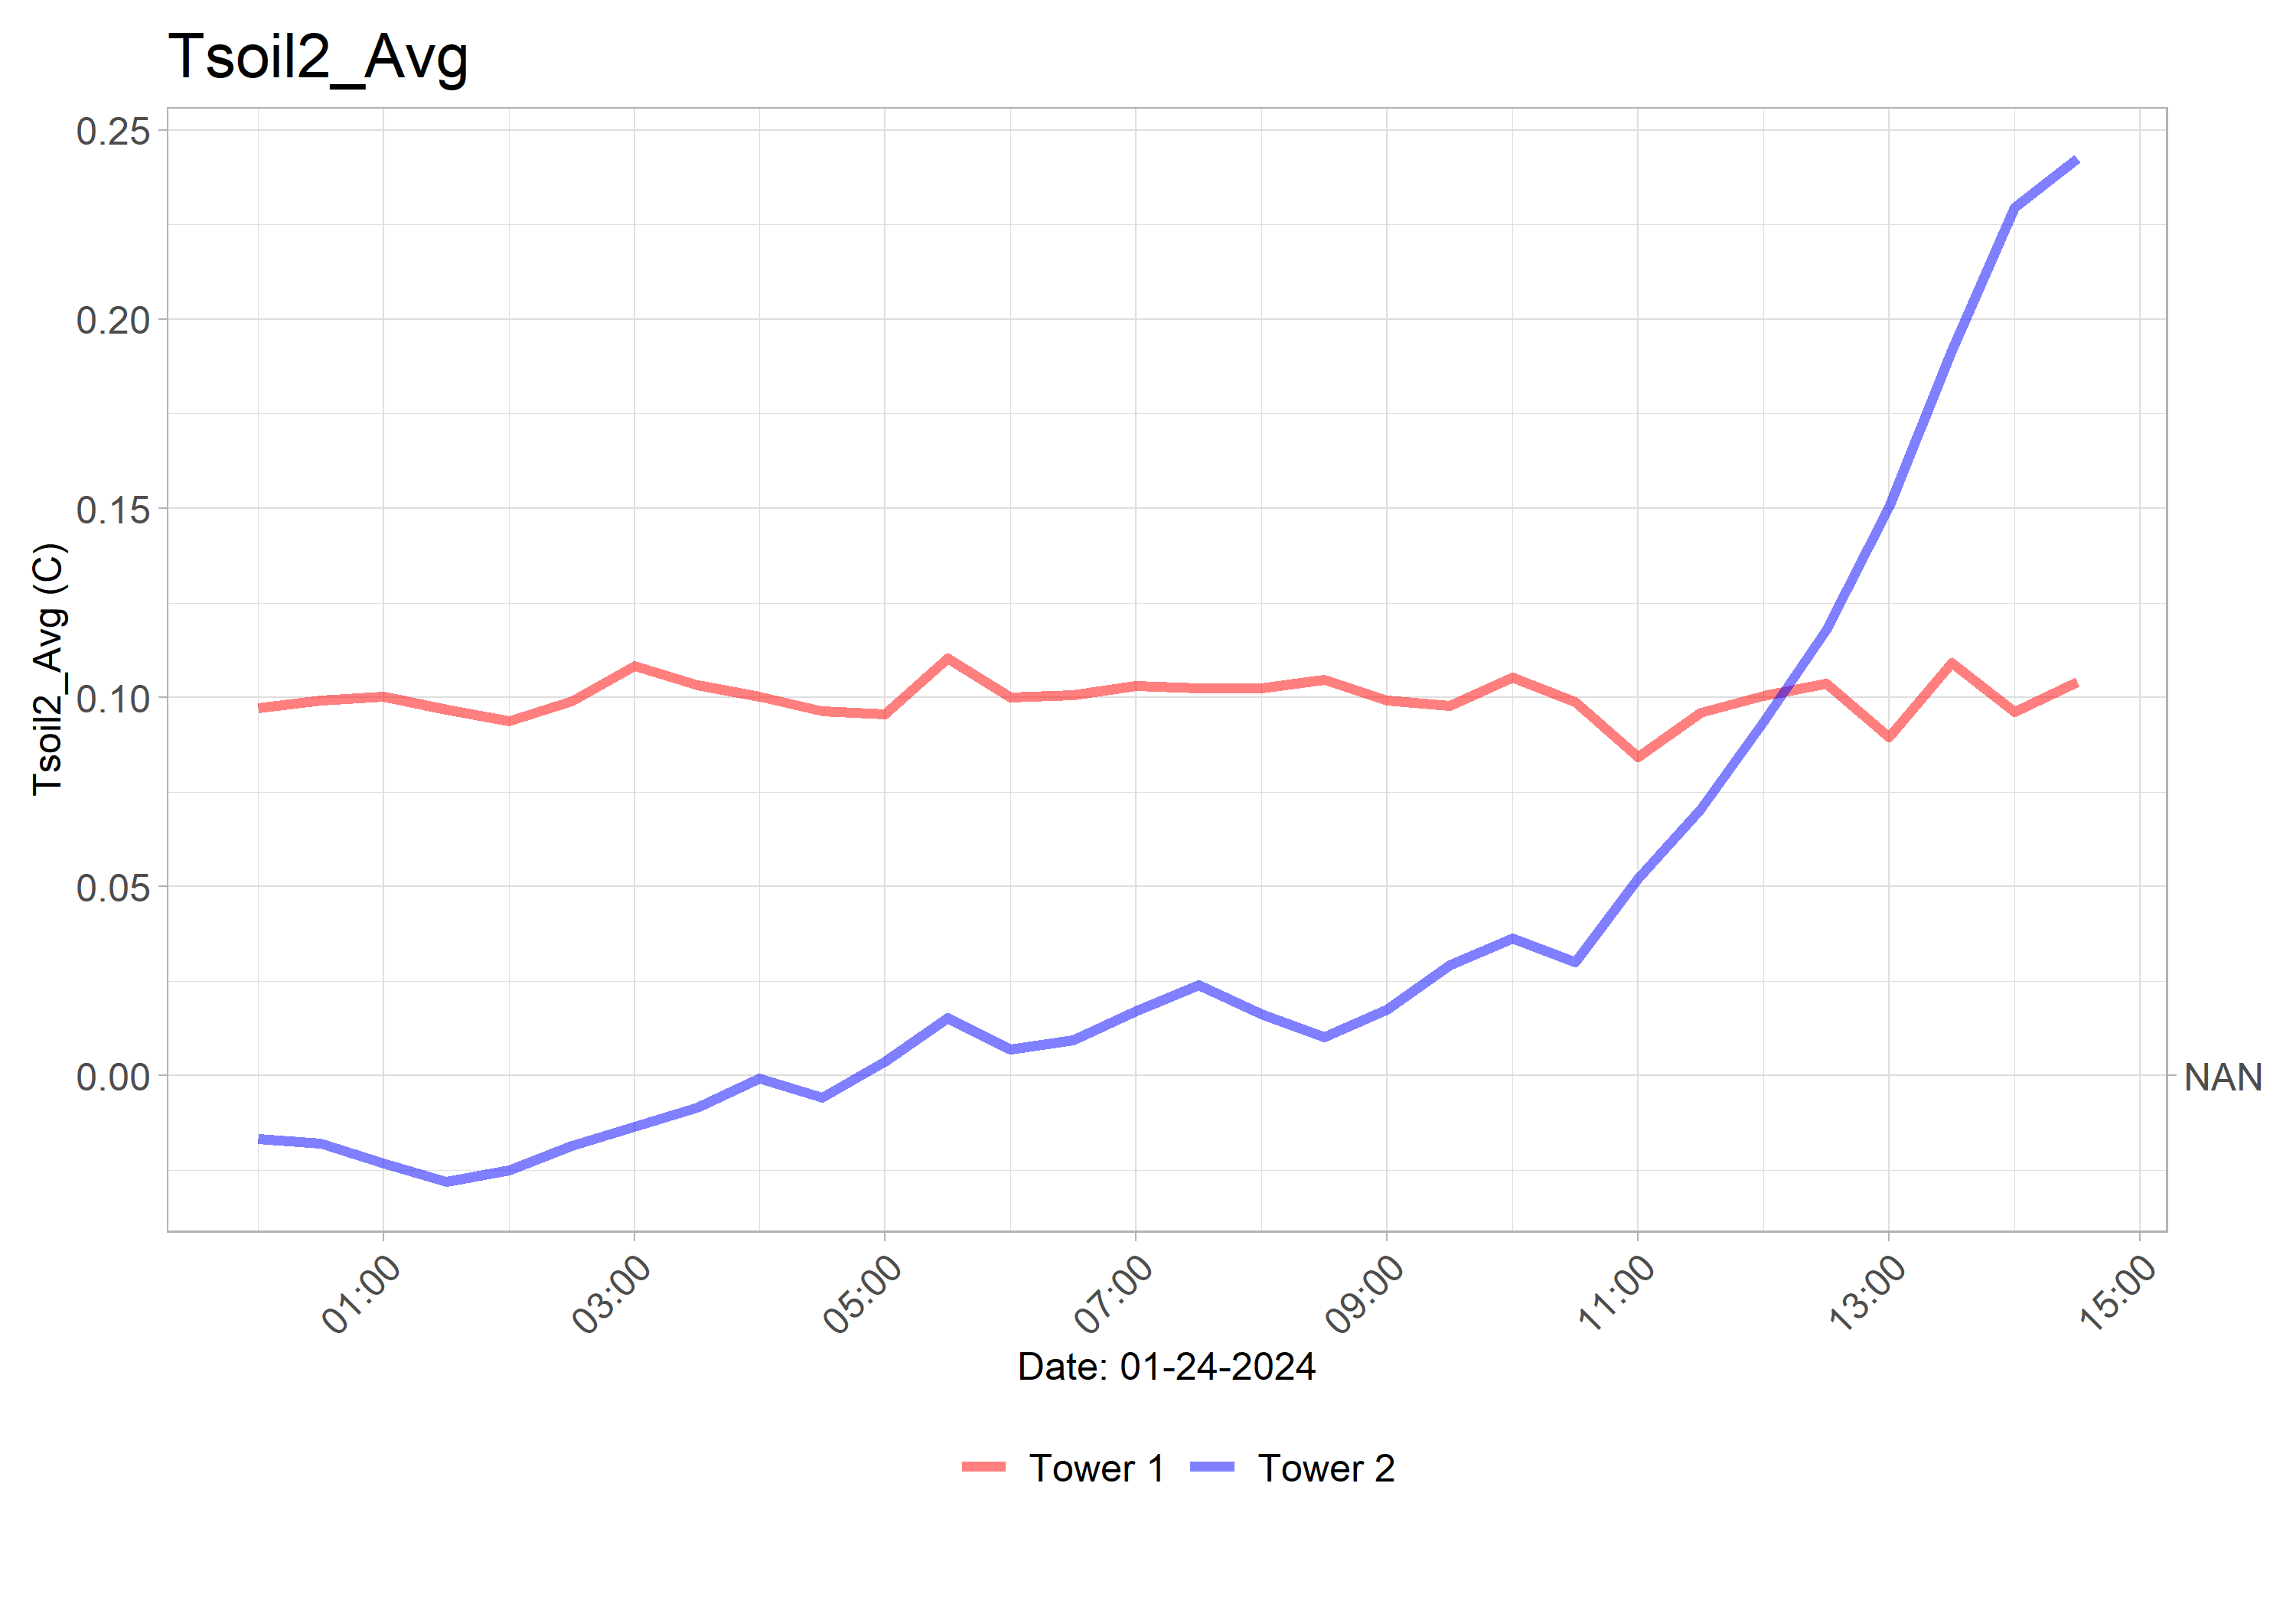 Tsoil2_Avg
Tsoil2_Avg (C)
0.25
0.20
0.15
0.10
0.05
0.00
NAN
01:00
03:00
05:00
07:00
09:00
11:00
13:00
15:00
Date: 01-24-2024
Tower 1
Tower 2